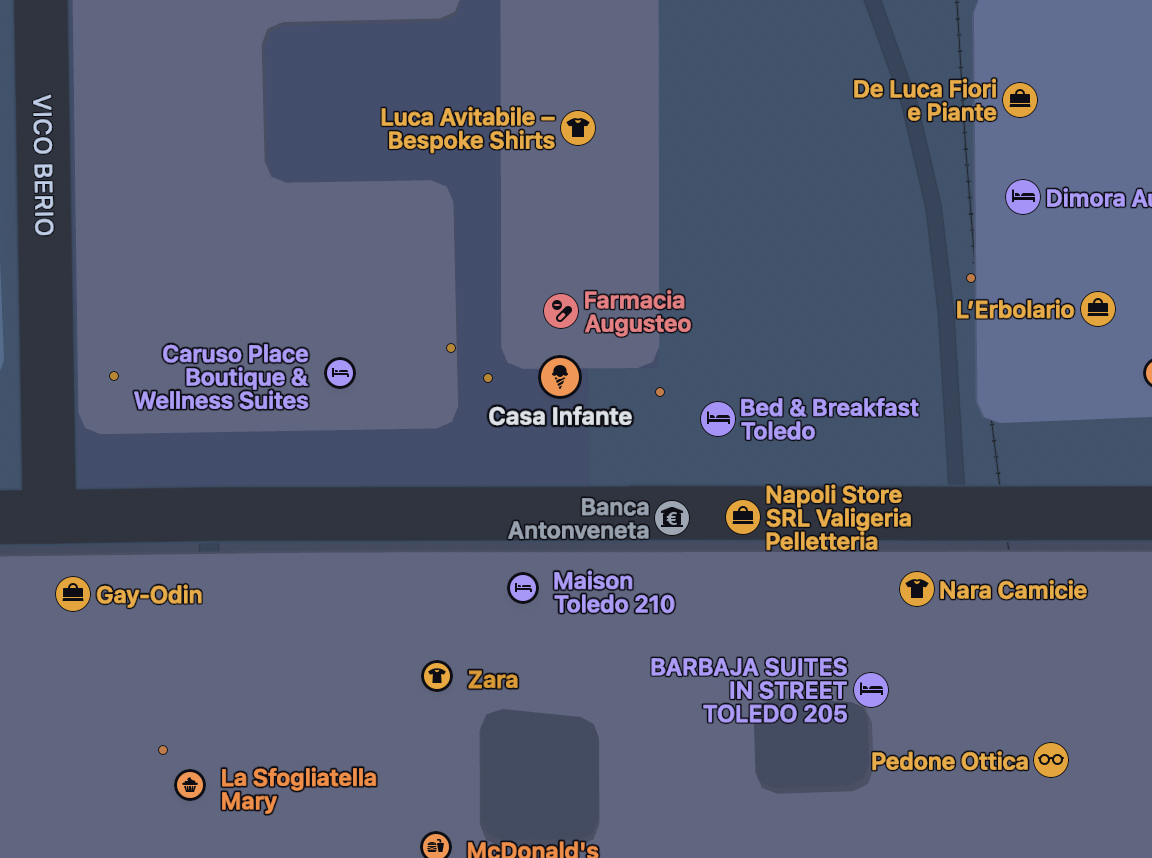 De Luca Fiori
e Piante
VICO BERIO
Luca Avitabile –
Bespoke Shirts
Dimora Au
Farmacia
Augusteo
L'Erbolario
Caruso Place
Boutique &
Wellness Suites
Casa Infante
Bed & Breakfast
Toledo
Banca
Antonveneta
Napoli Store
SRL Valigeria
Pelletteria
Gay-Odin
Maison
Toledo 210
Nara Camicie
Zara
BARBAJA SUITES
IN STREET
TOLEDO 205
Pedone Ottica
La Sfogliatella
Mary
McDonald's